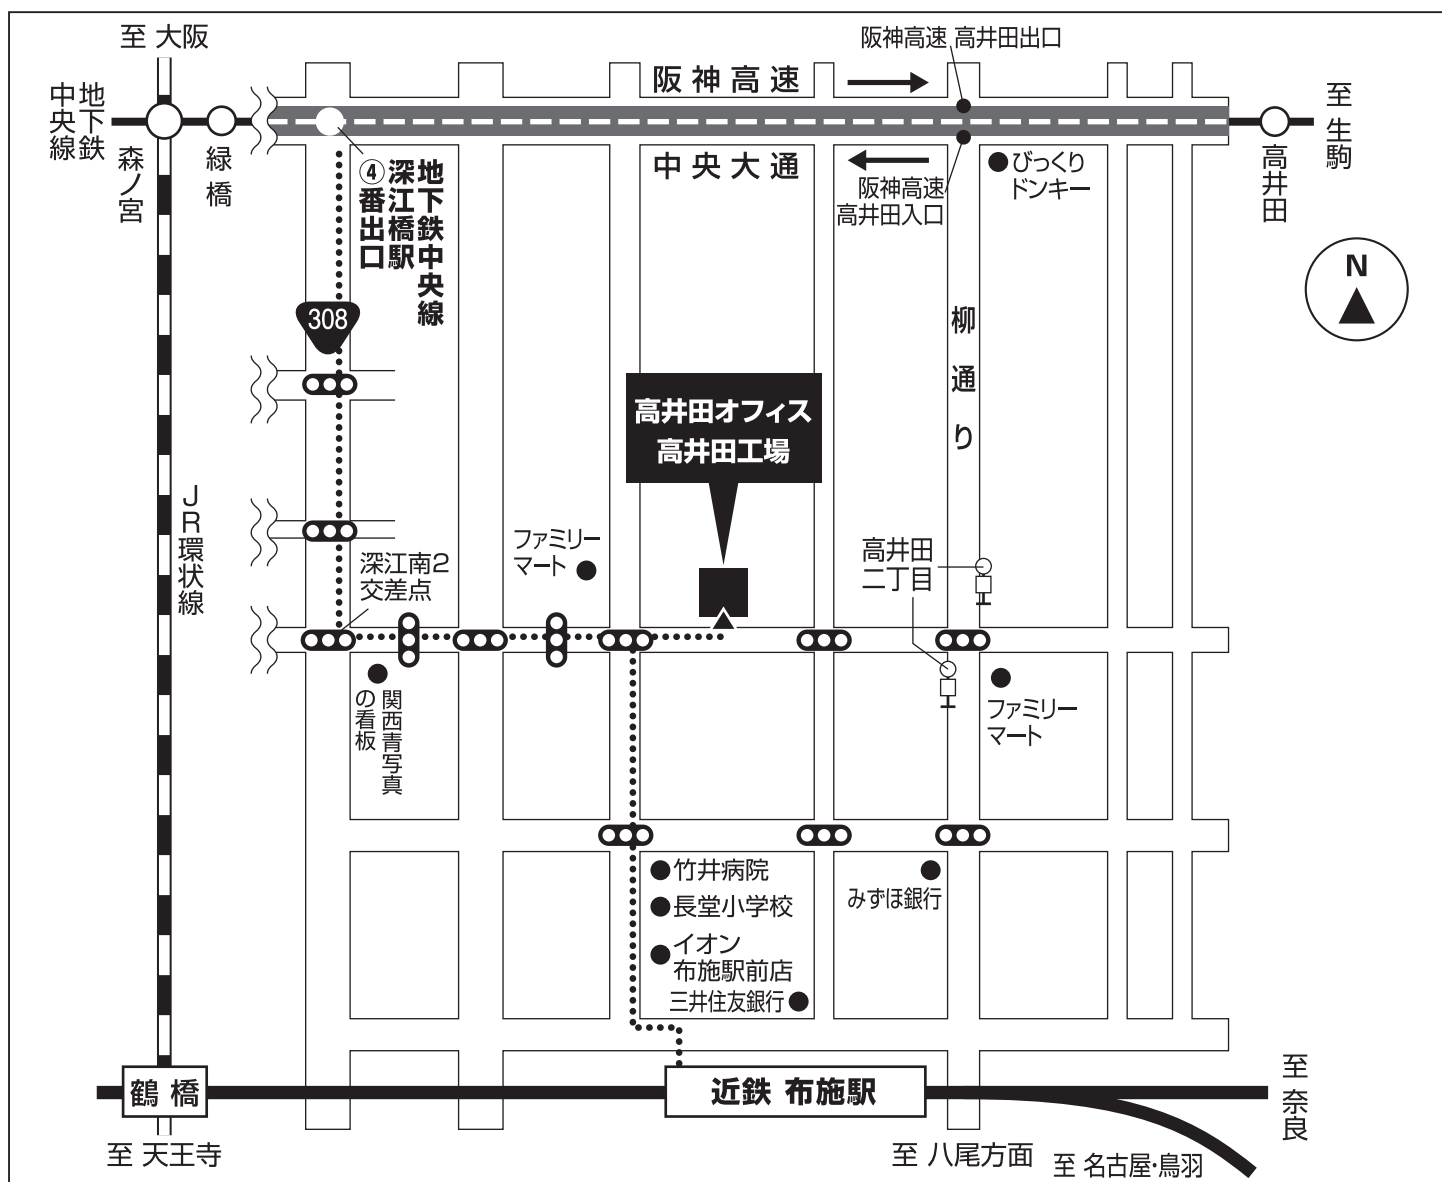 至 大阪
阪神高速 高井田出口
阪神高速
地下鉄
中央線
森ノ宮
緑橋
至 生駒
高井田
中央大通
びっくり
ドンキー
阪神高速
高井田入口
地下鉄中央線
深江橋駅
④番出口
N
308
柳通り
高井田オフィス
高井田工場
JR環状線
深江南2
交差点
ファミリー
マート
高井田
二丁目
関西青写真
の看板
ファミリー
マート
竹井病院
長堂小学校
イオン
布施駅前店
三井住友銀行
みずほ銀行
鶴橋
近鉄 布施駅
至 奈良
至 天王寺
至 八尾方面
至 名古屋・鳥羽